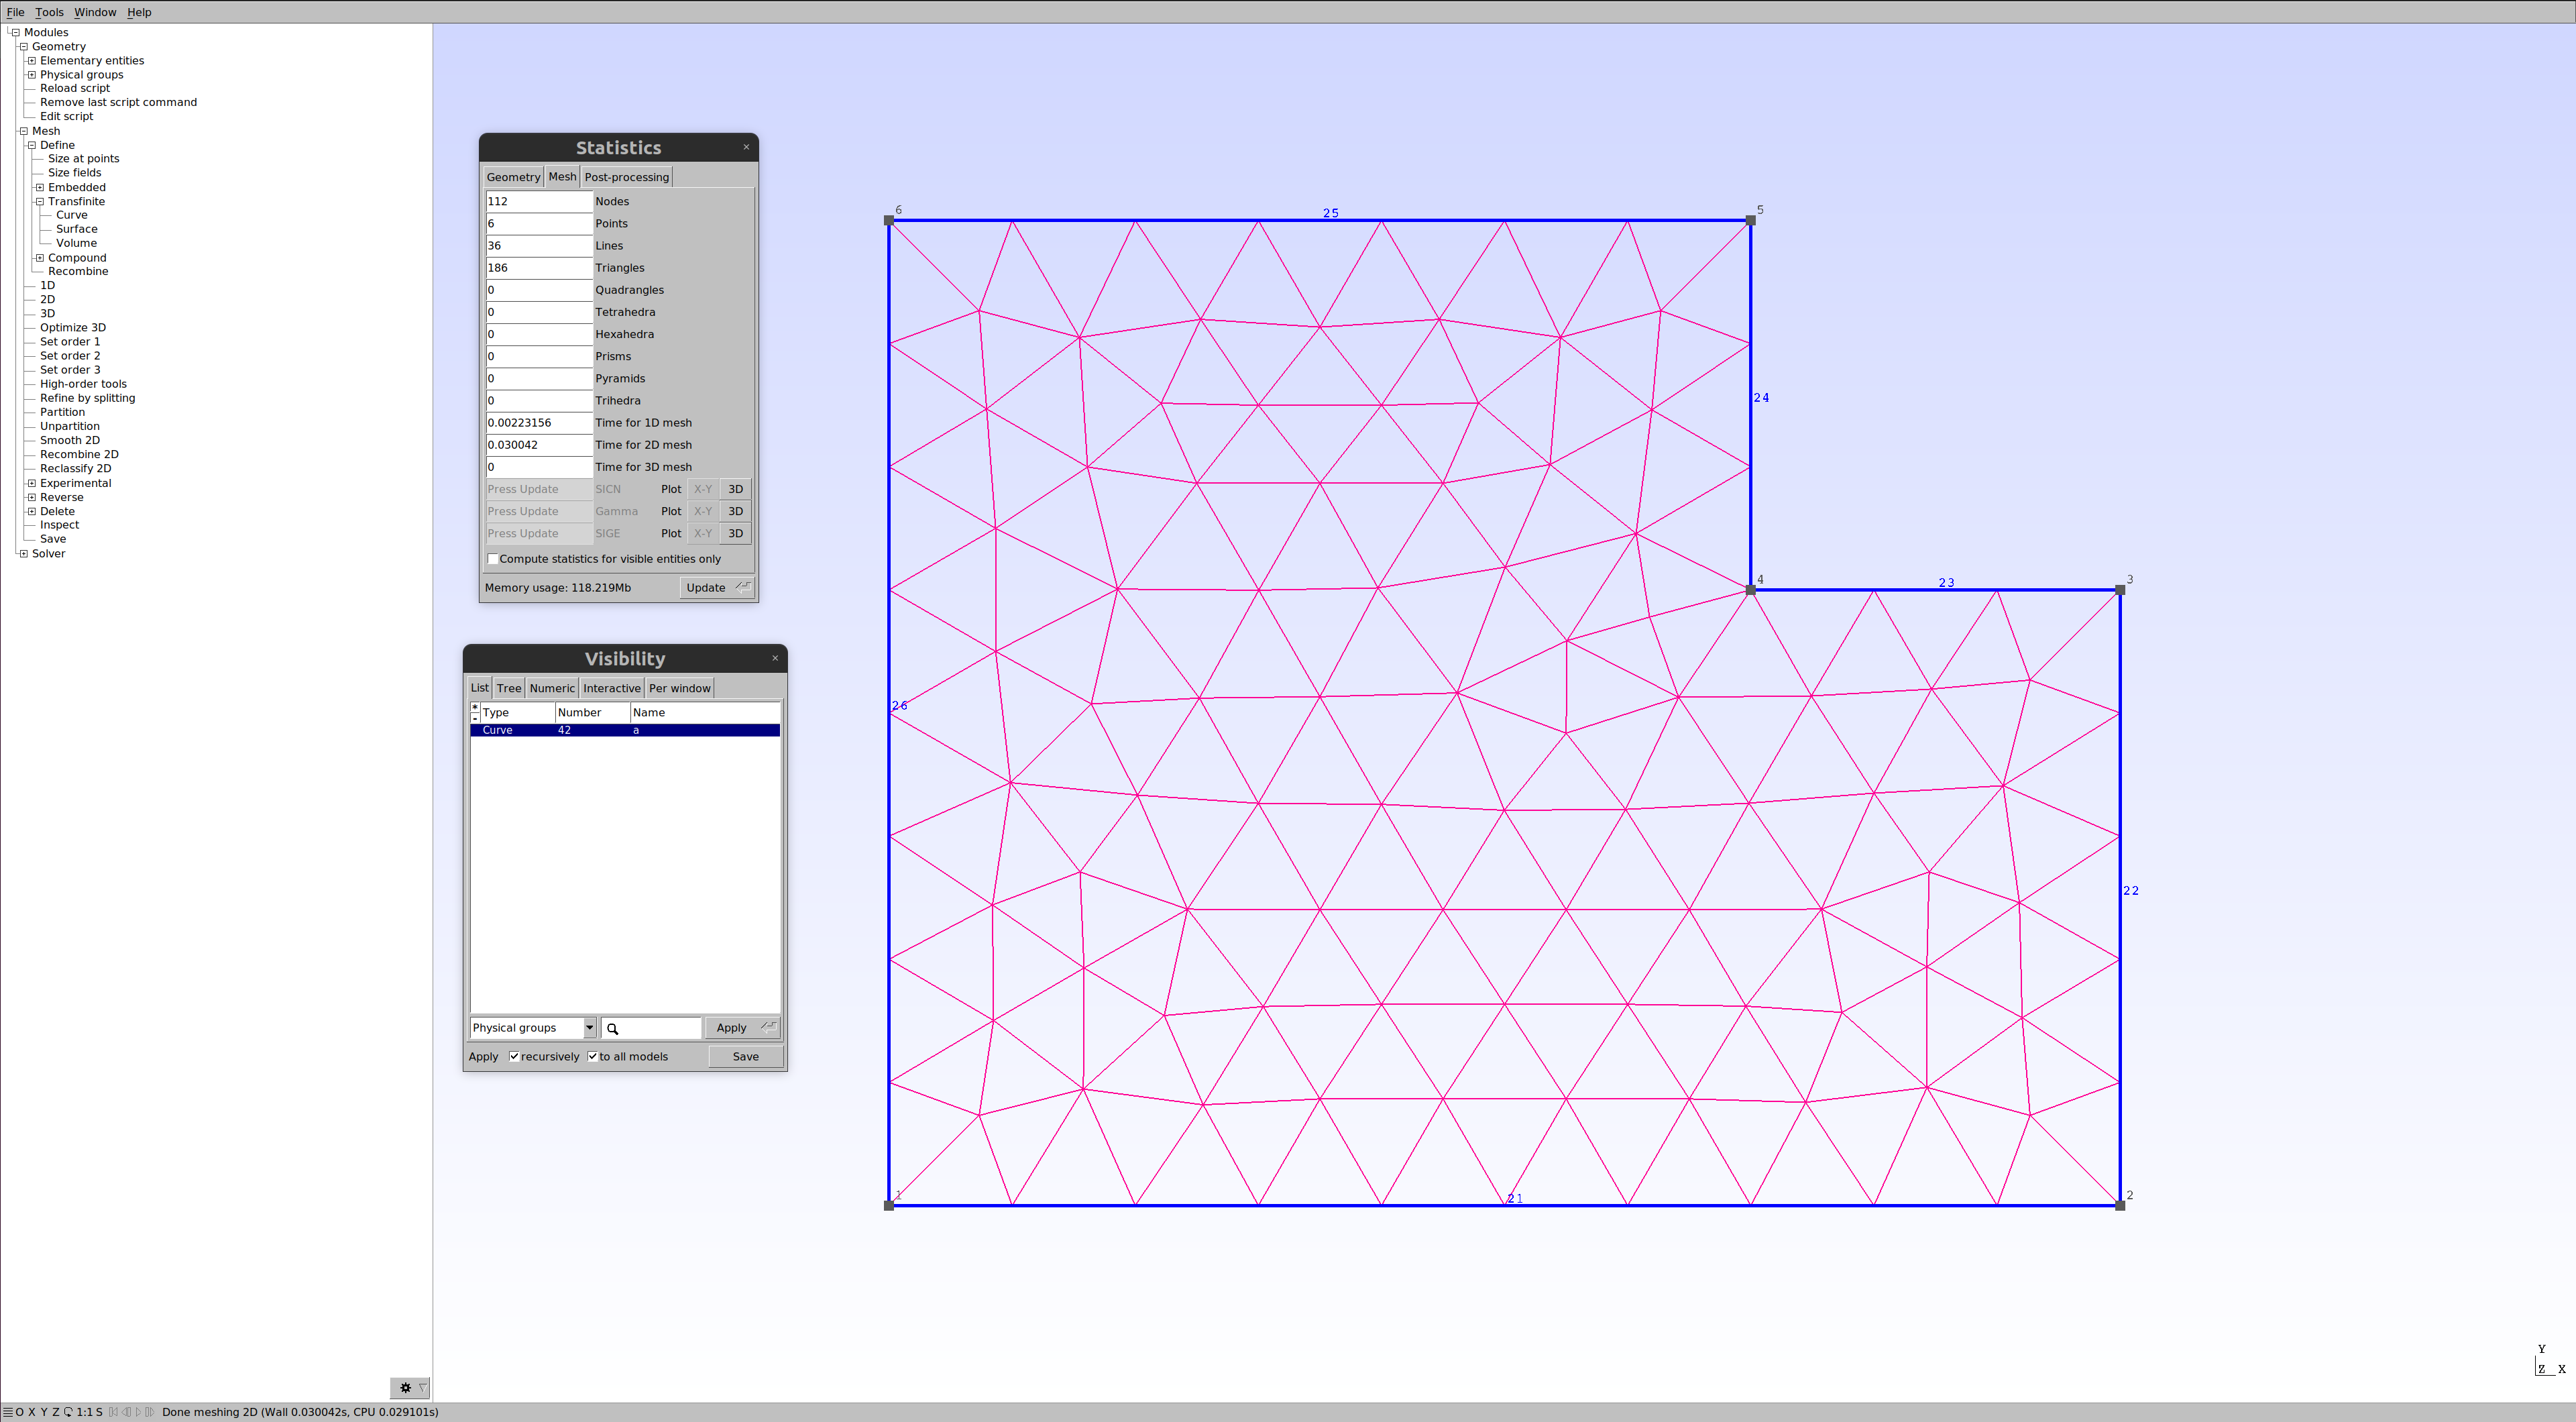 File Tools Window Help
Modules
Geometry
Elementary entities
Physical groups
Reload script
Remove last script command
Edit script
Mesh
Define
Size at points
Size fields
Embedded
Transfinite
Curve
Surface
Volume
Compound
Recombine
1D
2D
3D
Optimize 3D
Set order 1
Set order 2
Set order 3
High-order tools
Refine by splitting
Partition
Unpartition
Smooth 2D
Recombine 2D
Reclassify 2D
Experimental
Reverse
Delete
Inspect
Save
Solver
Statistics
Geometry Mesh Post-processing
112 Nodes
6 Points
36 Lines
186 Triangles
0 Quadrangles
0 Tetrahedra
0 Hexahedra
0 Prisms
0 Pyramids
0 Trihedra
0.00223156 Time for 1D mesh
0.030042 Time for 2D mesh
0 Time for 3D mesh
Press Update SICN Plot X-Y 3D
Press Update Gamma Plot X-Y 3D
Press Update SIGE Plot X-Y 3D
Compute statistics for visible entities only
Memory usage: 118.219Mb Update
Visibility
List Tree Numeric Interactive Per window
* - Type Number Name
Curve 42 a
Physical groups Apply
Apply recursively to all models Save
6 25 5
24
4 23 3
26
22
1 21 2
Y
Z X
O X Y Z 1:1 S Done meshing 2D (Wall 0.030042s, CPU 0.029101s)